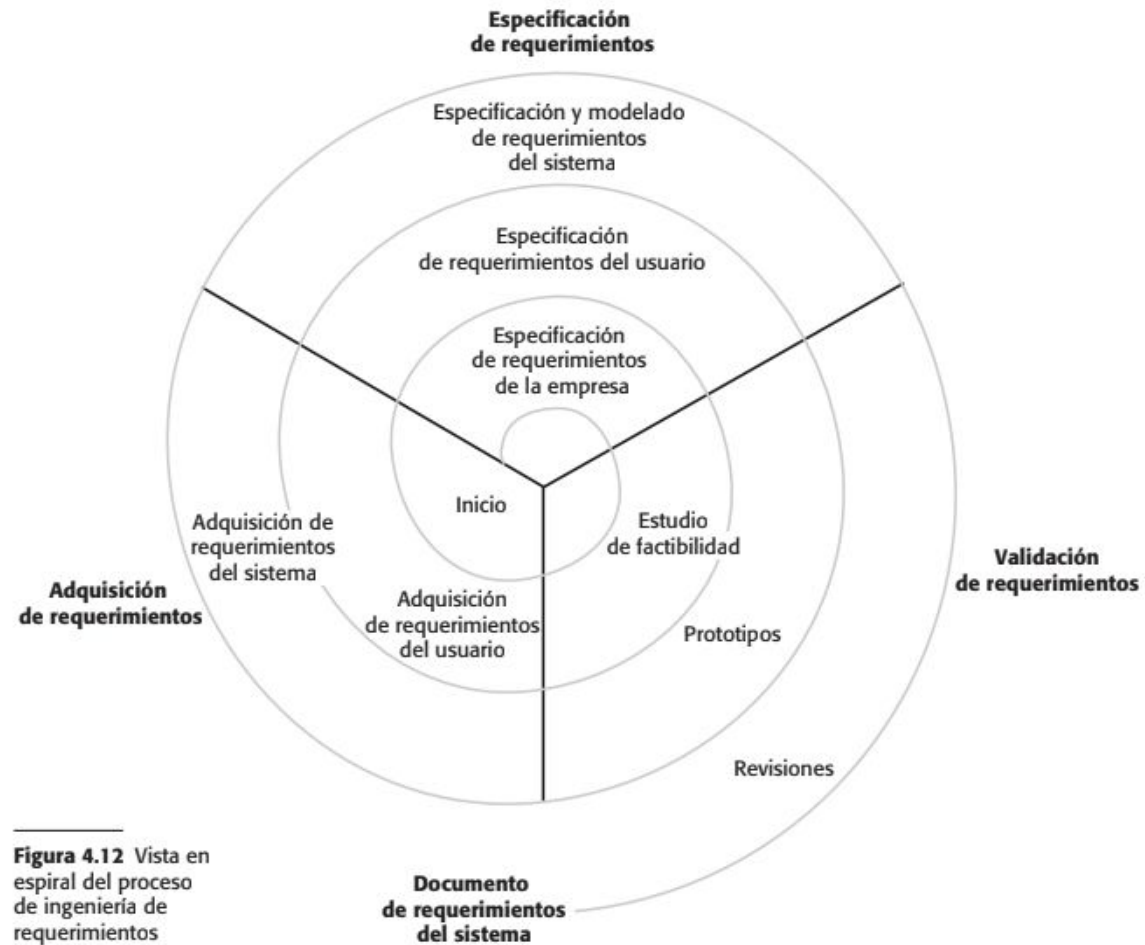 Especificación
de requerimientos
Especificación y modelado
de requerimientos
del sistema
Especificación
de requerimientos del usuario
Especificación
de requerimientos
de la empresa
Inicio
Estudio
de factibilidad
Adquisición de
requerimientos
del sistema
Adquisición
de requerimientos
Validación
de requerimientos
Adquisición
de requerimientos
del usuario
Prototipos
Revisiones
Figura 4.12 Vista en
espiral del proceso
de ingeniería de
requerimientos
Documento
de requerimientos
del sistema